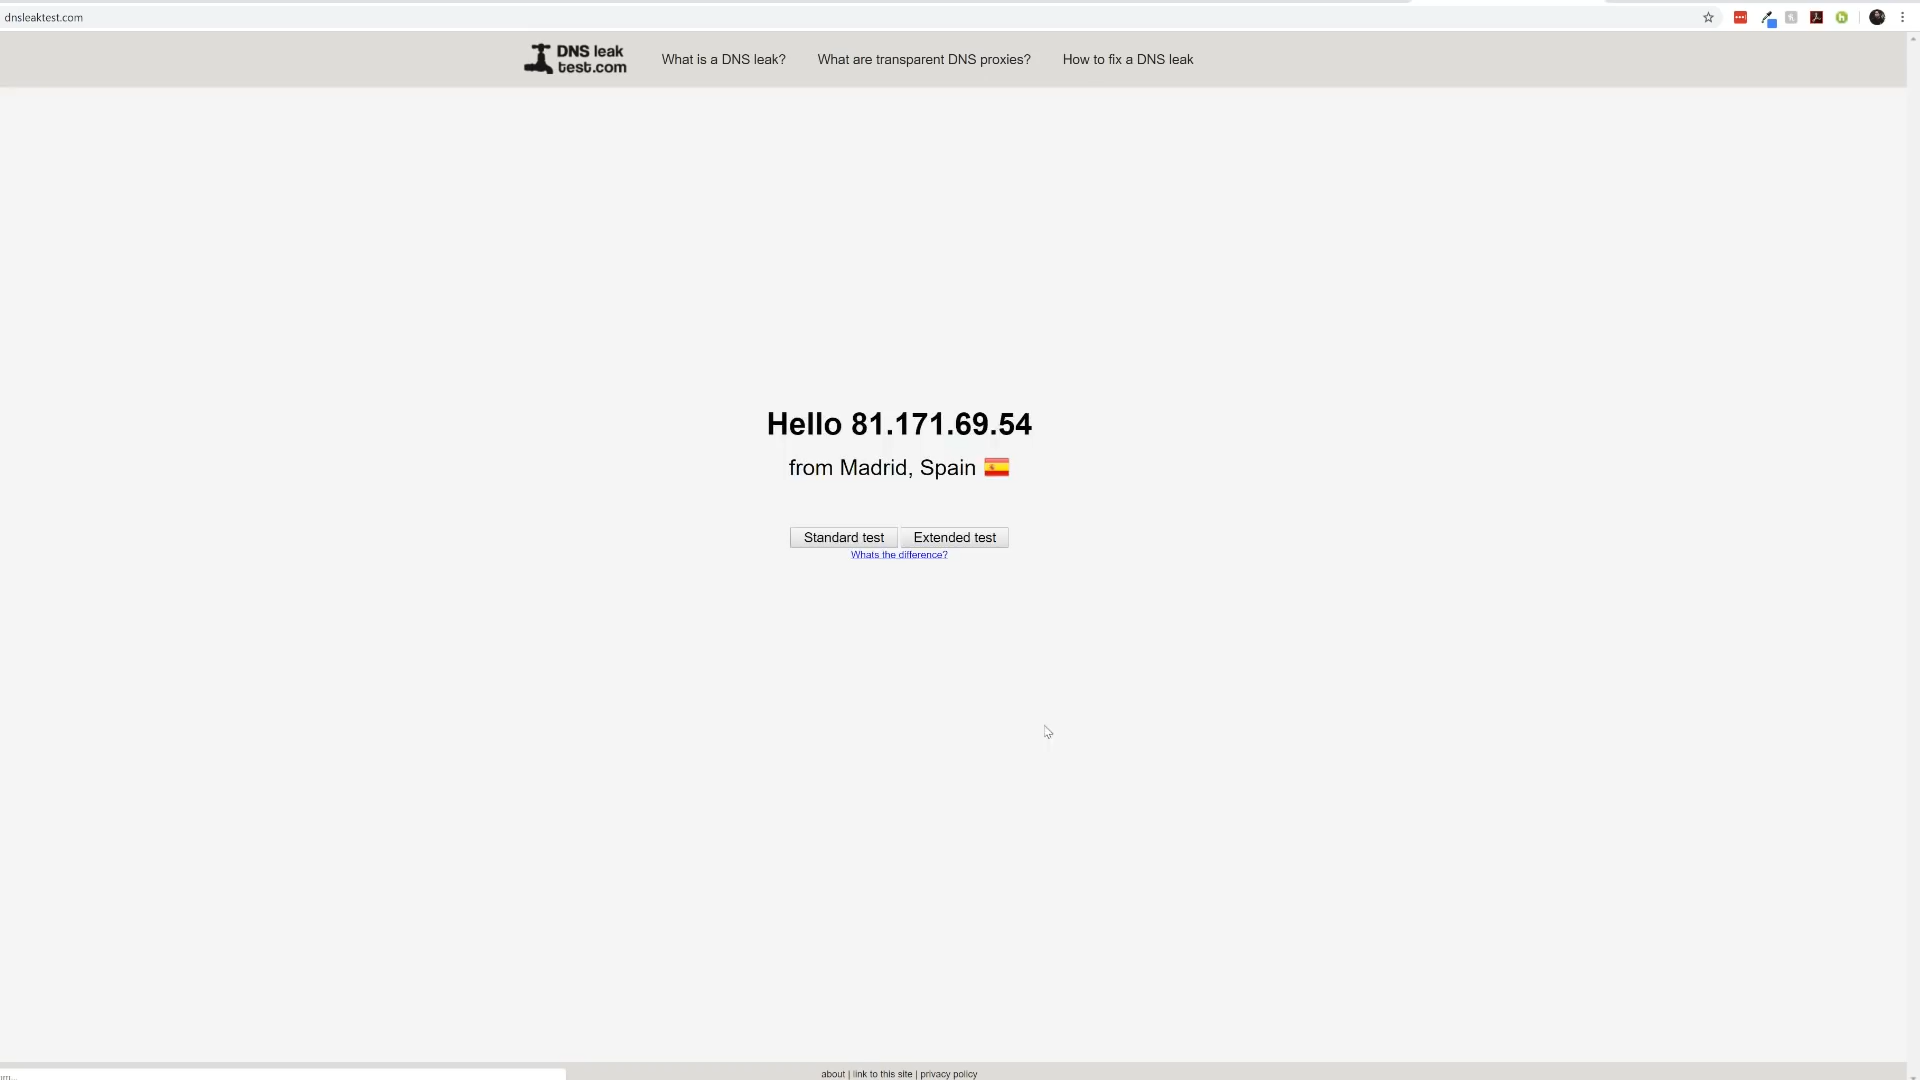 dnsleaktest.com
DNS leak
test.com
What is a DNS leak?
What are transparent DNS proxies?
How to fix a DNS leak
Hello 81.171.69.54
from Madrid, Spain
Standard test
Extended test
Whats the difference?
about | link to this site | privacy policy